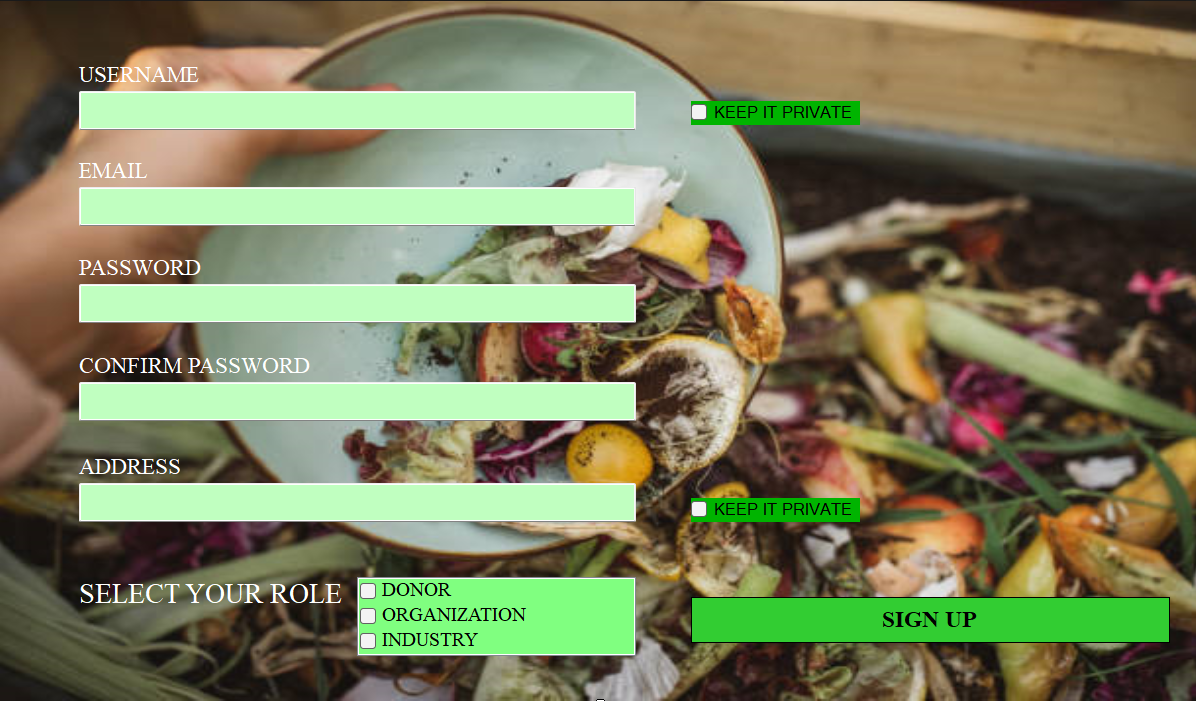 USERNAME
KEEP IT PRIVATE
EMAIL
PASSWORD
CONFIRM PASSWORD
ADDRESS
KEEP IT PRIVATE
SELECT YOUR ROLE
DONOR
ORGANIZATION
INDUSTRY
SIGN UP